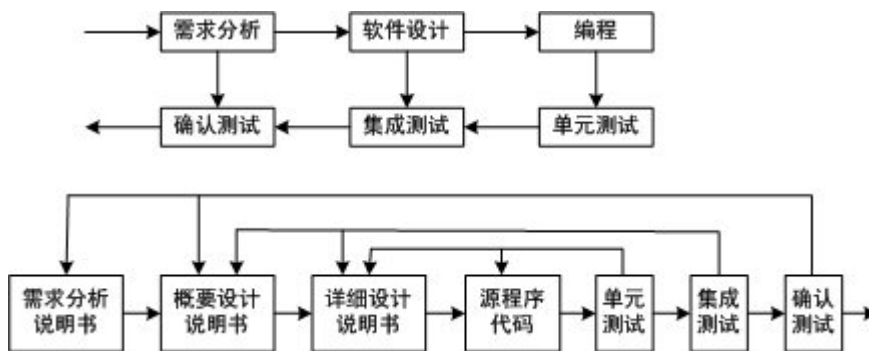 需求分析
软件设计
编程
确认测试
集成测试
单元测试
需求分析
说明书
概要设计
说明书
详细设计
说明书
源程序
代码
单元
测试
集成
测试
确认
测试